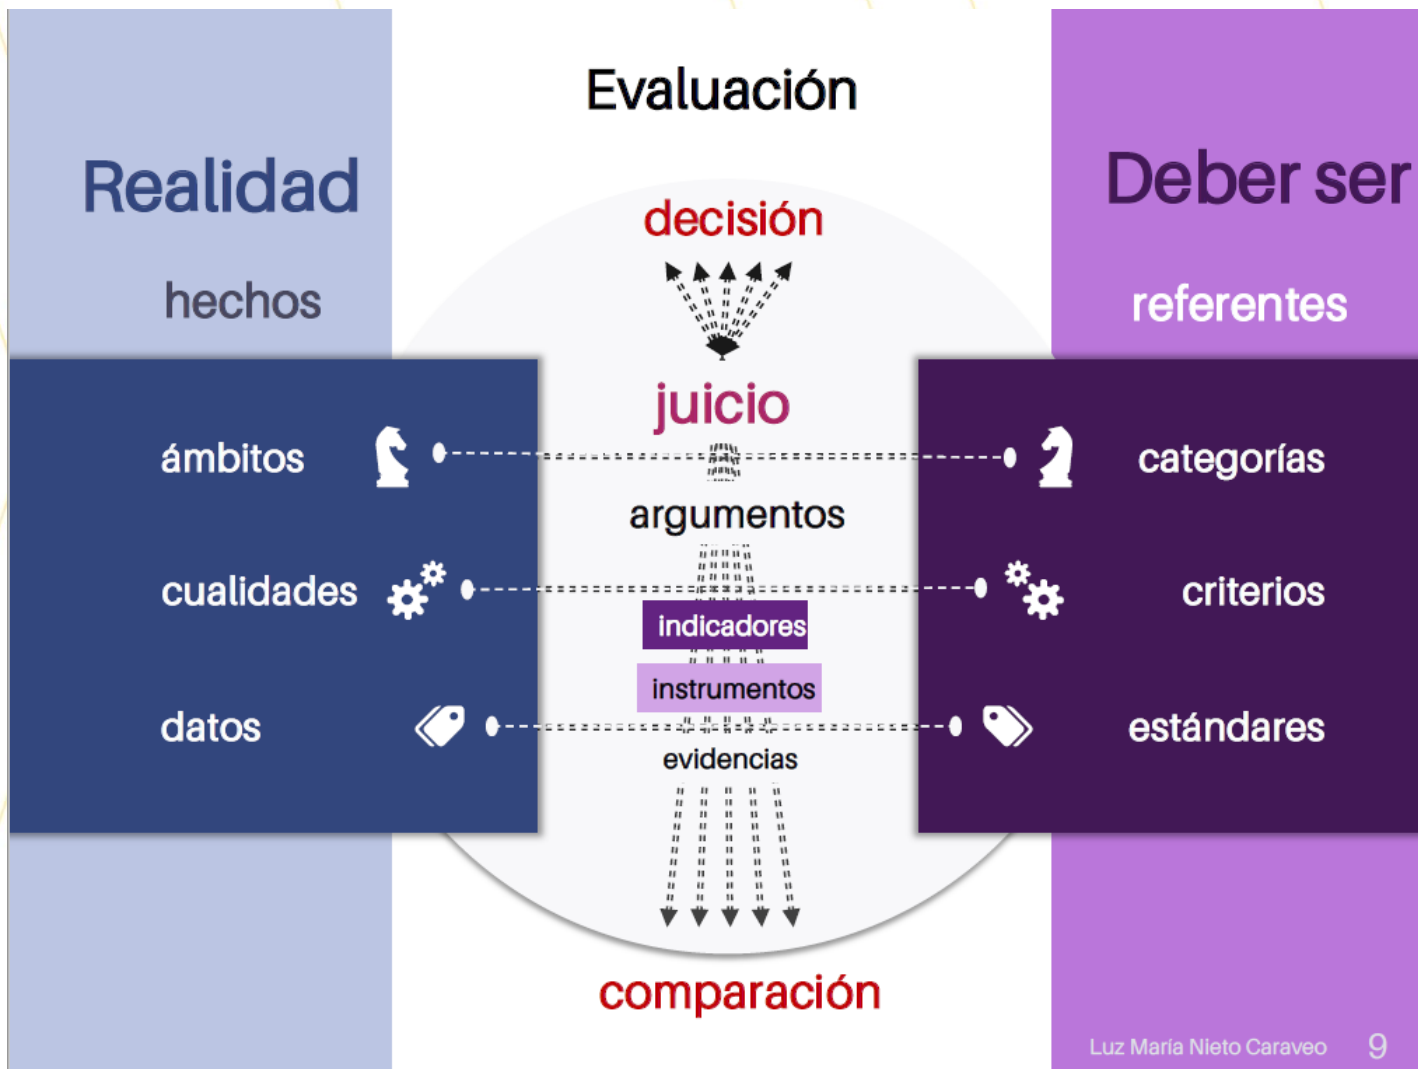 Evaluación
Realidad
hechos
ámbitos
cualidades
datos
decisión
juicio
argumentos
indicadores
instrumentos
evidencias
comparación
Deber ser
referentes
categorías
criterios
estándares
Luz María Nieto Caraveo 9